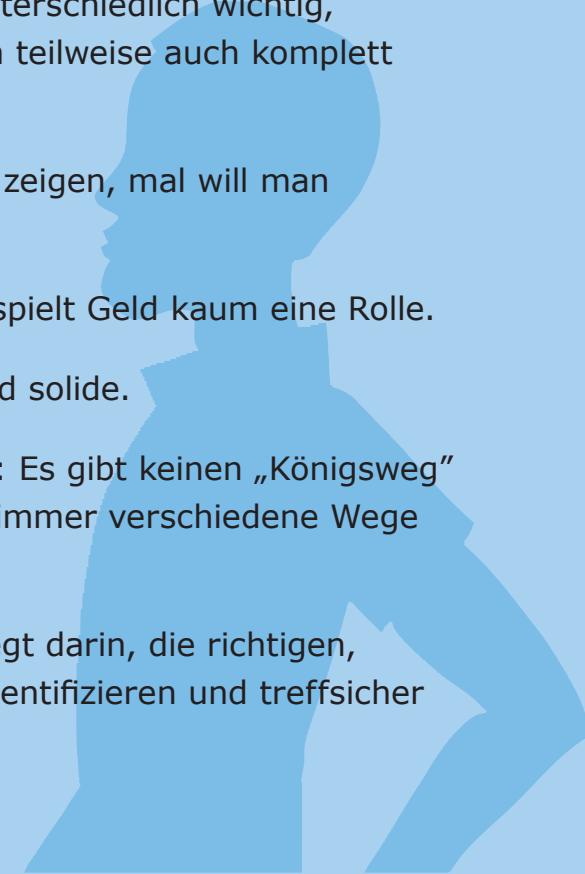 terschiedlich wichtig,
teilweise auch komplett
zeigen, mal will man
spielt Geld kaum eine Rolle.
d solide.
: Es gibt keinen „Königsweg”
immer verschiedene Wege
gt darin, die richtigen,
entifizieren und treffsicher